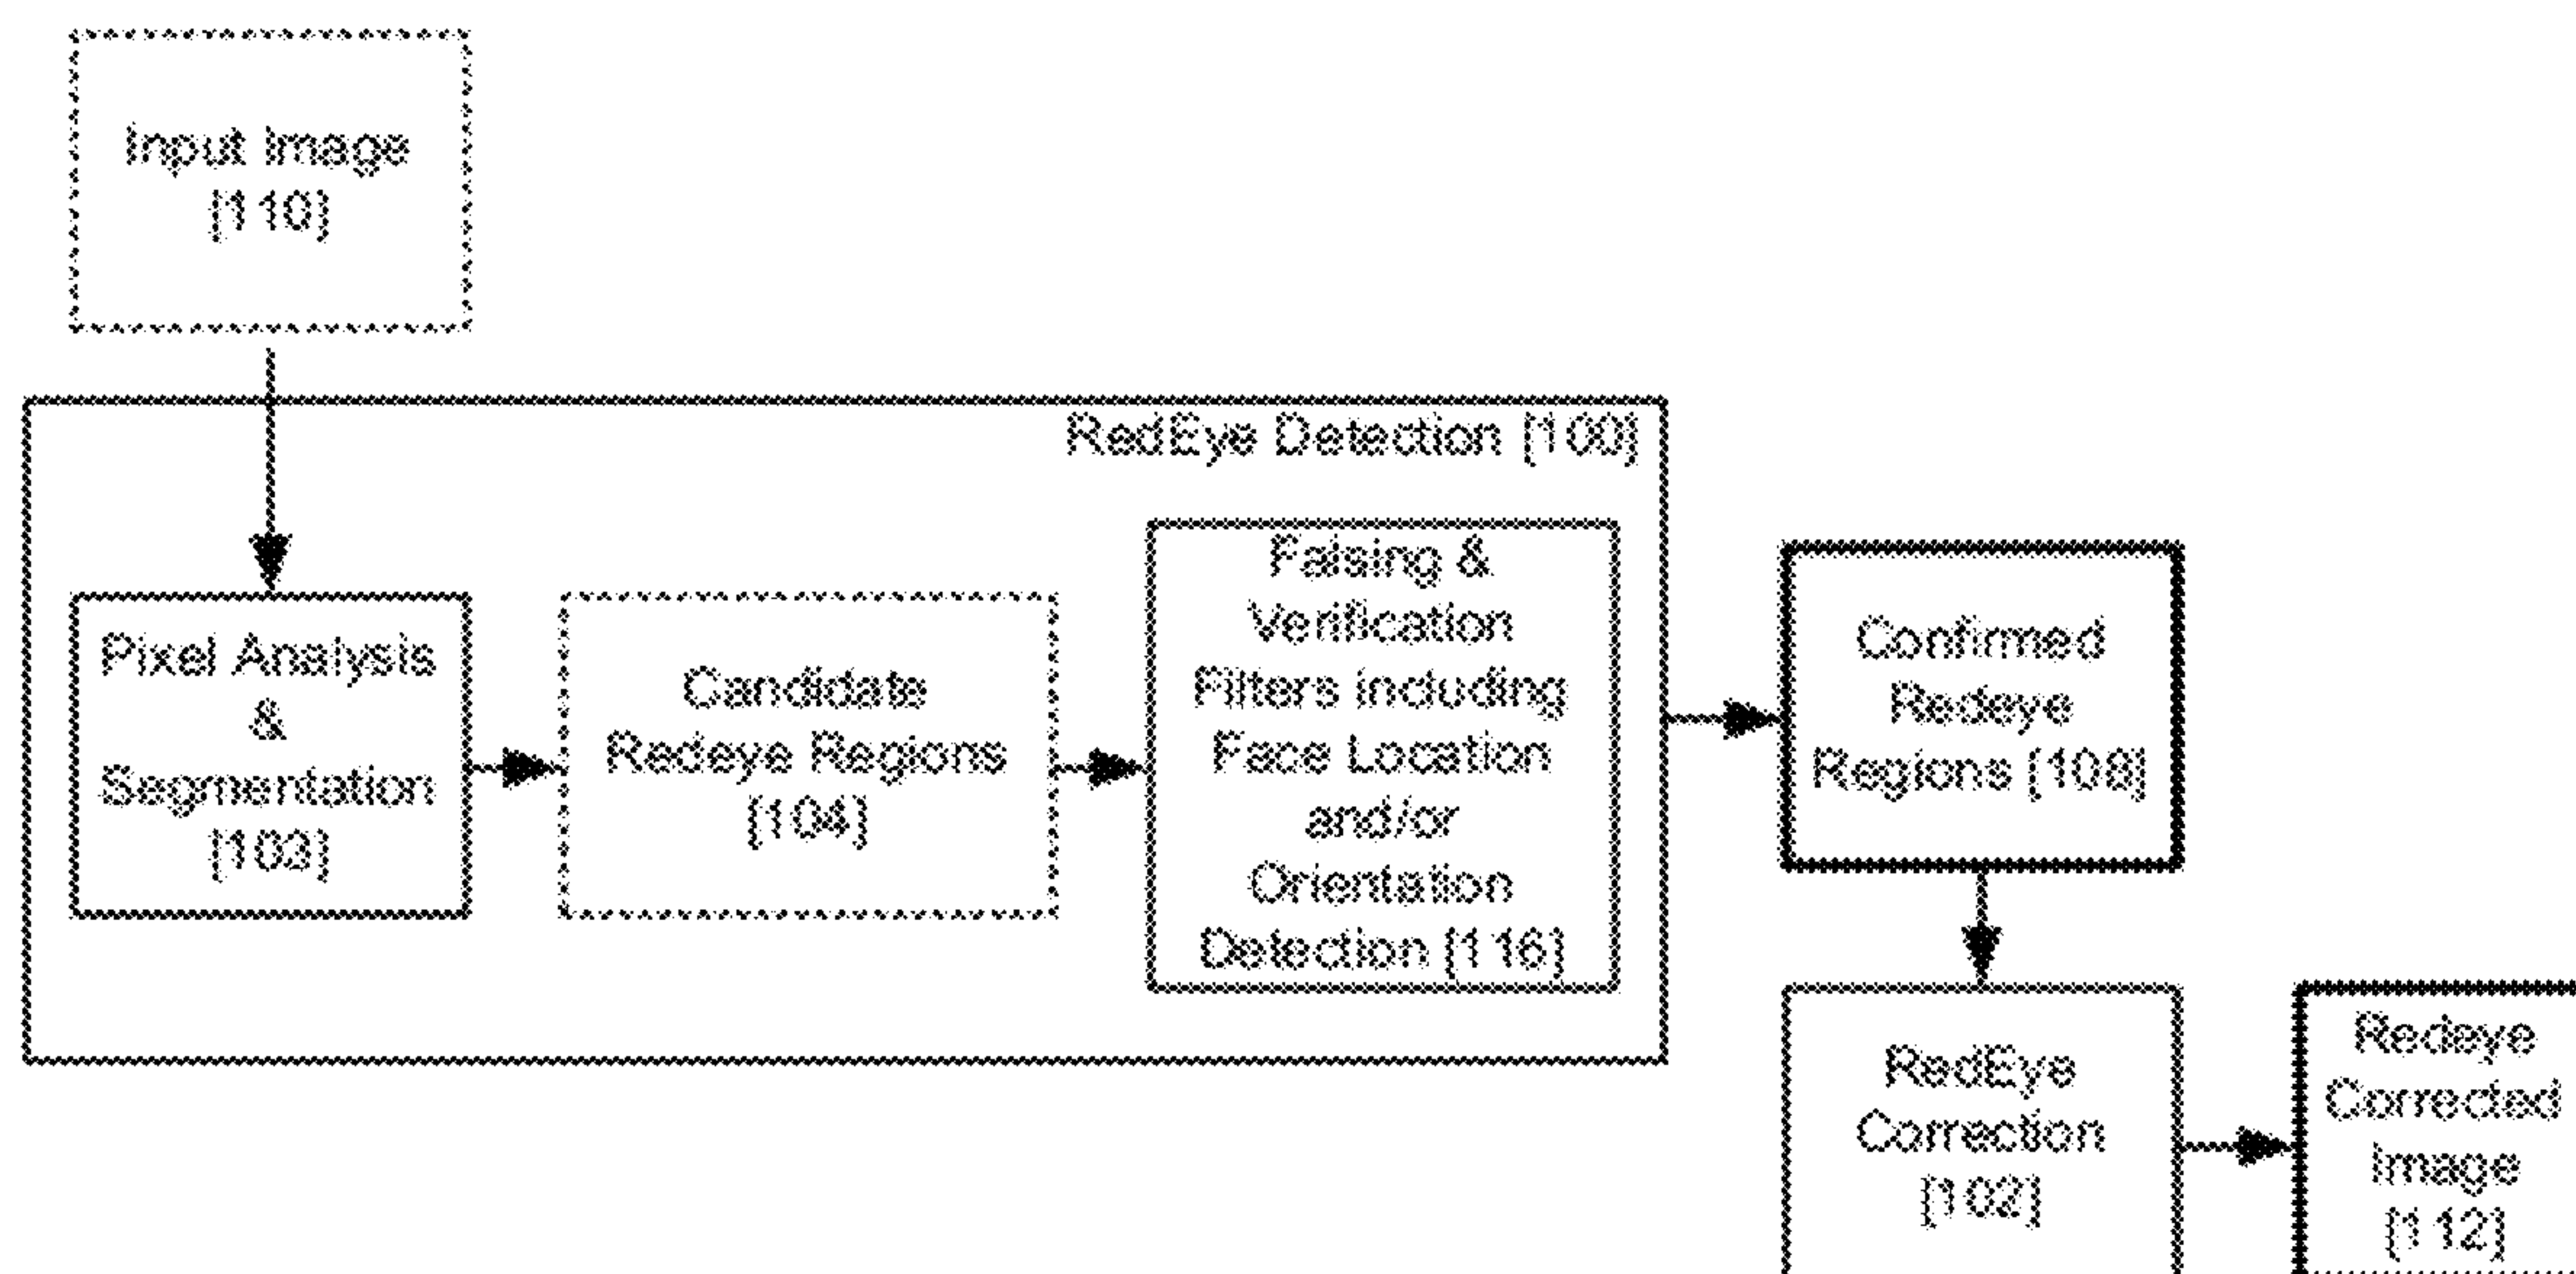 Input Image
[110]
RedEye Detection [100]
Pixel Analysis
&
Segmentation
[103]
Candidate
Redeye Regions
[104]
Falsing &
Verification
Filters including
Face Location
and/or
Orientation
Detection [116]
Confirmed
Redeye
Regions [108]
RedEye
Correction
[102]
Redeye
Corrected
Image
[112]